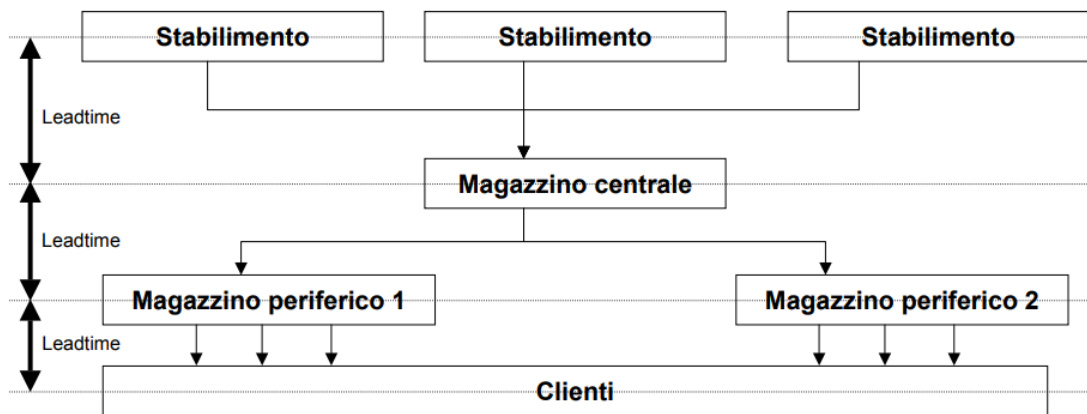 Stabilimento
Stabilimento
Stabilimento
Leadtime
Magazzino centrale
Leadtime
Magazzino periferico 1
Magazzino periferico 2
Leadtime
Clienti